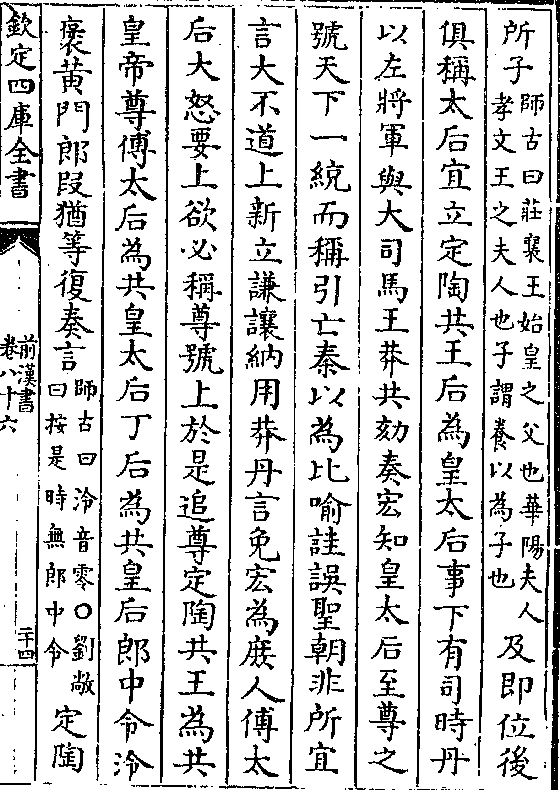 所子師古曰莊襄王始皇之父也華陽夫人孝文王之夫人也子謂養以為子也及即位後
俱稱太后宜立定陶共王后為皇太后事下有司時丹
以左將軍與大司馬王莽共劾奏宏知皇太后至尊之
號天下一統而稱引亡秦以為比喻詿誤聖朝非所宜
言大不道上新立謙讓納用莽丹言免宏為庶人傅太
后大怒要上欲必稱尊號上於是追尊定陶共王為共
皇帝尊傅太后為共皇太后丁后為共皇后郎中令泠
褒黃門郎段猶等復奏言師古曰泠音零○劉敞曰按是時無郎中令定陶
欽定四庫全書
前漢書
卷八十六
二十四